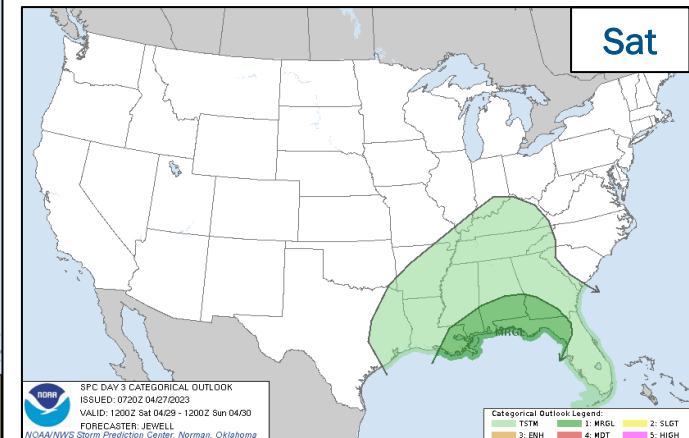 Sat
MRGL
NOAA
SPC DAY 3 CATEGORICAL OUTLOOK
ISSUED: 0720Z 04/27/2023
VALID: 1200Z Sat 04/29 - 1200Z Sun 04/30
FORECASTER: JEWELL
NOAA/NWS Storm Prediction Center, Norman, Oklahoma
Categorical Outlook Legend:
TSTM 1: MRGL 2: SLGT
3: ENH 4: MDT 5: HIGH